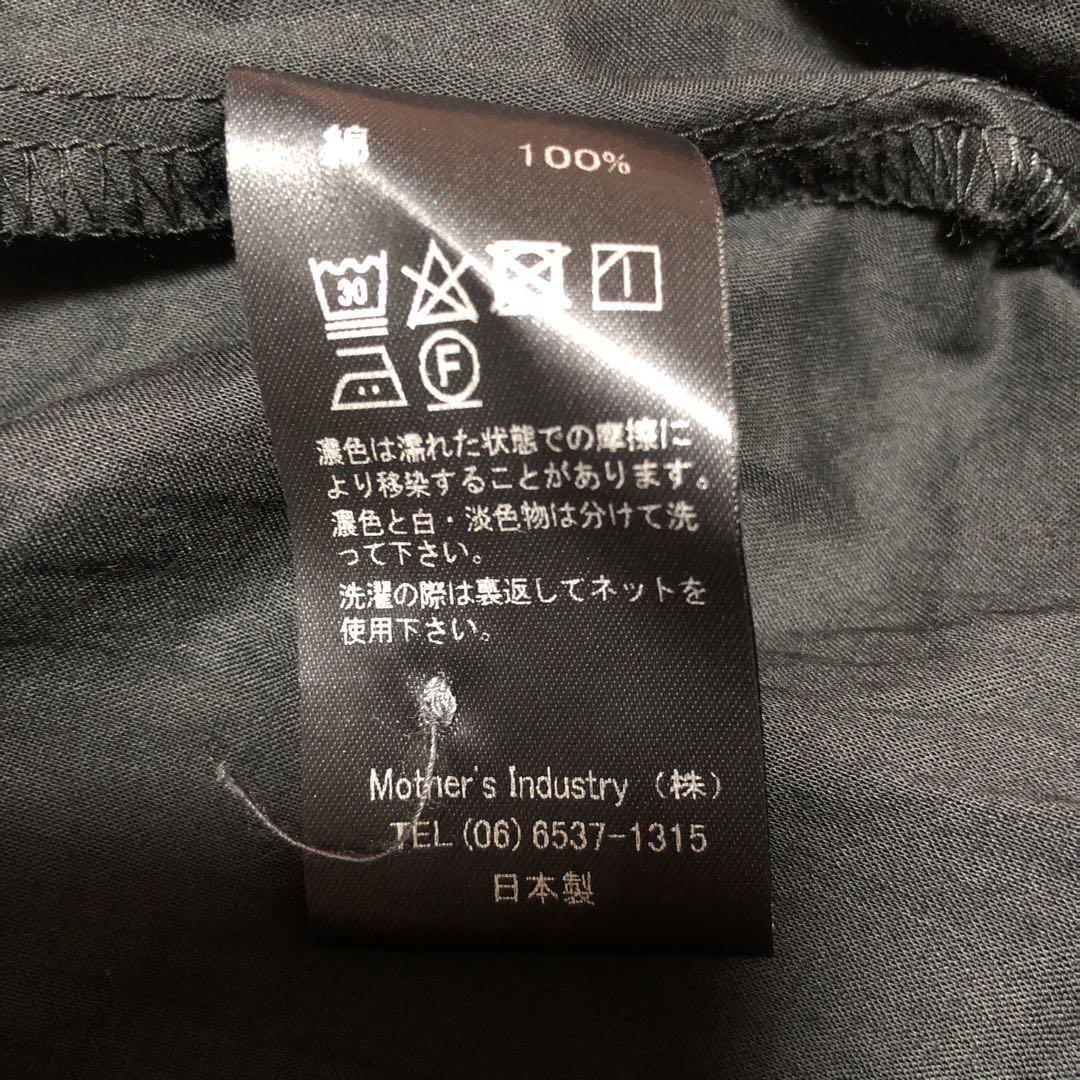 綿 100%
30
F
濃色は濡れた状態での摩擦に
より移染することがあります。
濃色と白・淡色物は分けて洗
って下さい。
洗濯の際は裏返してネットを
使用下さい。
Mother's Industry (株)
TEL(06)6537-1315
日本製